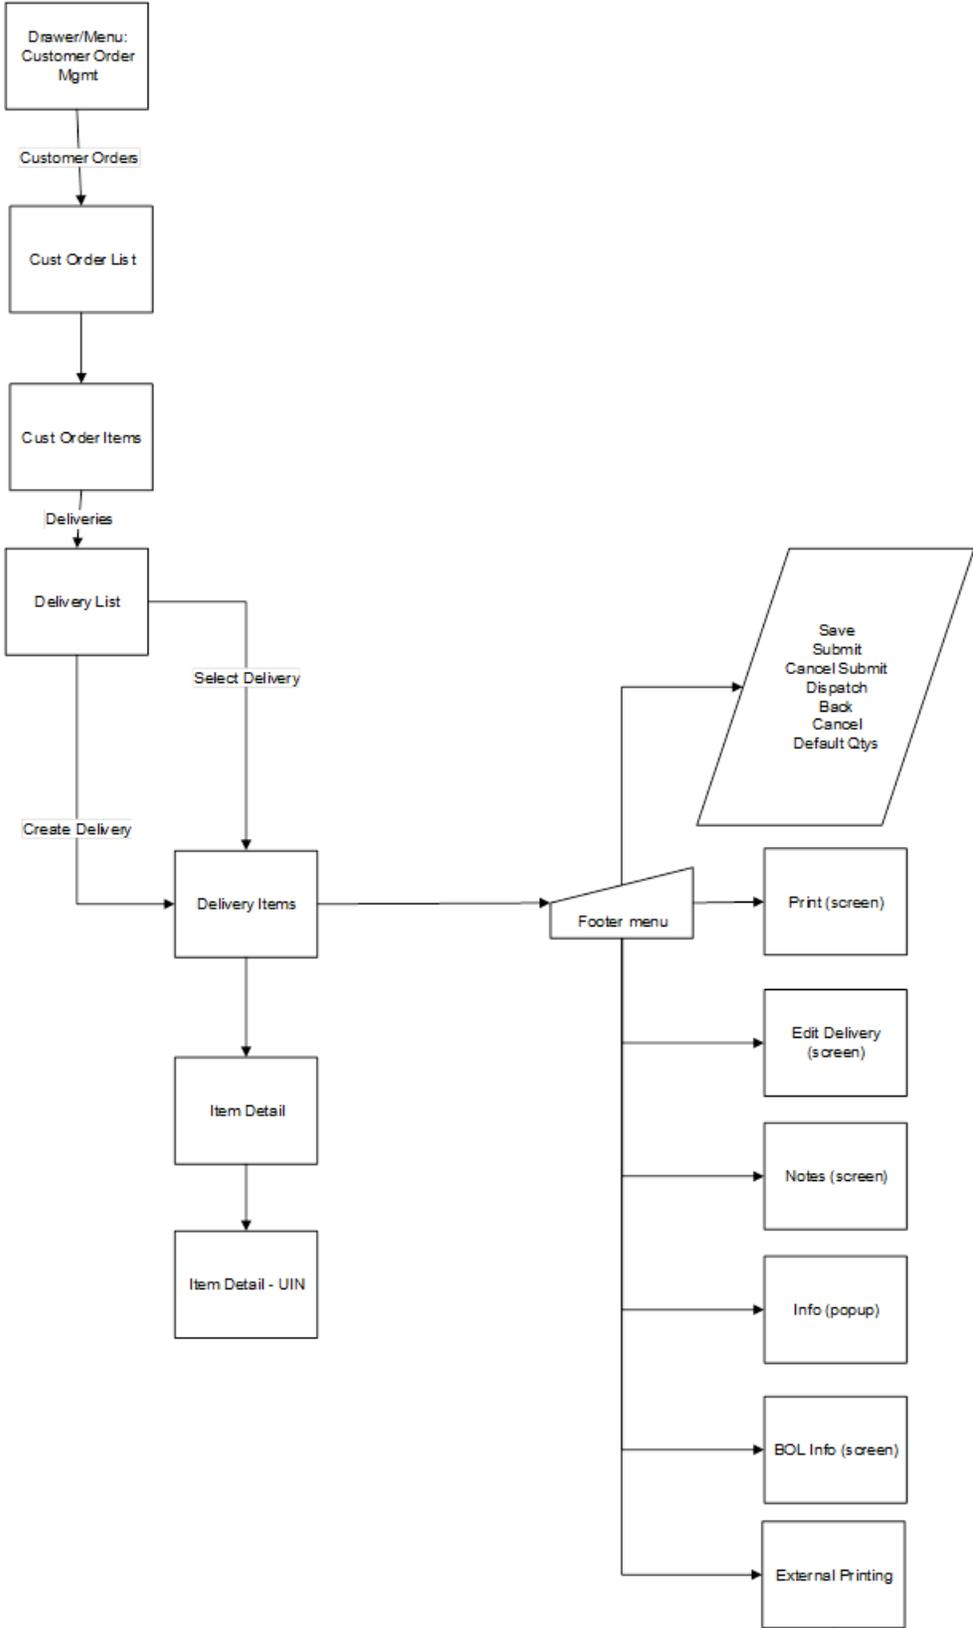 Drawer/Menu:
Customer Order
Mgmt
Customer Orders
Cust Order List
Cust Order Items
Deliveries
Delivery List
Select Delivery
Create Delivery
Delivery Items
Item Detail
Item Detail - UIN
Footer menu
Save
Submit
Cancel Submit
Dispatch
Back
Cancel
Default Qtys
Print (screen)
Edit Delivery
(screen)
Notes (screen)
Info (popup)
BOL Info (screen)
External Printing